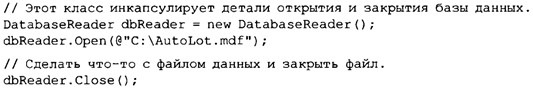 // Этот класс инкапсулирует детали открытия и закрытия базы данных.
DatabaseReader dbReader = new DatabaseReader();
dbReader.Open(@"C:\AutoLot.mdf");
// Сделать что-то с файлом данных и закрыть файл.
dbReader.Close();